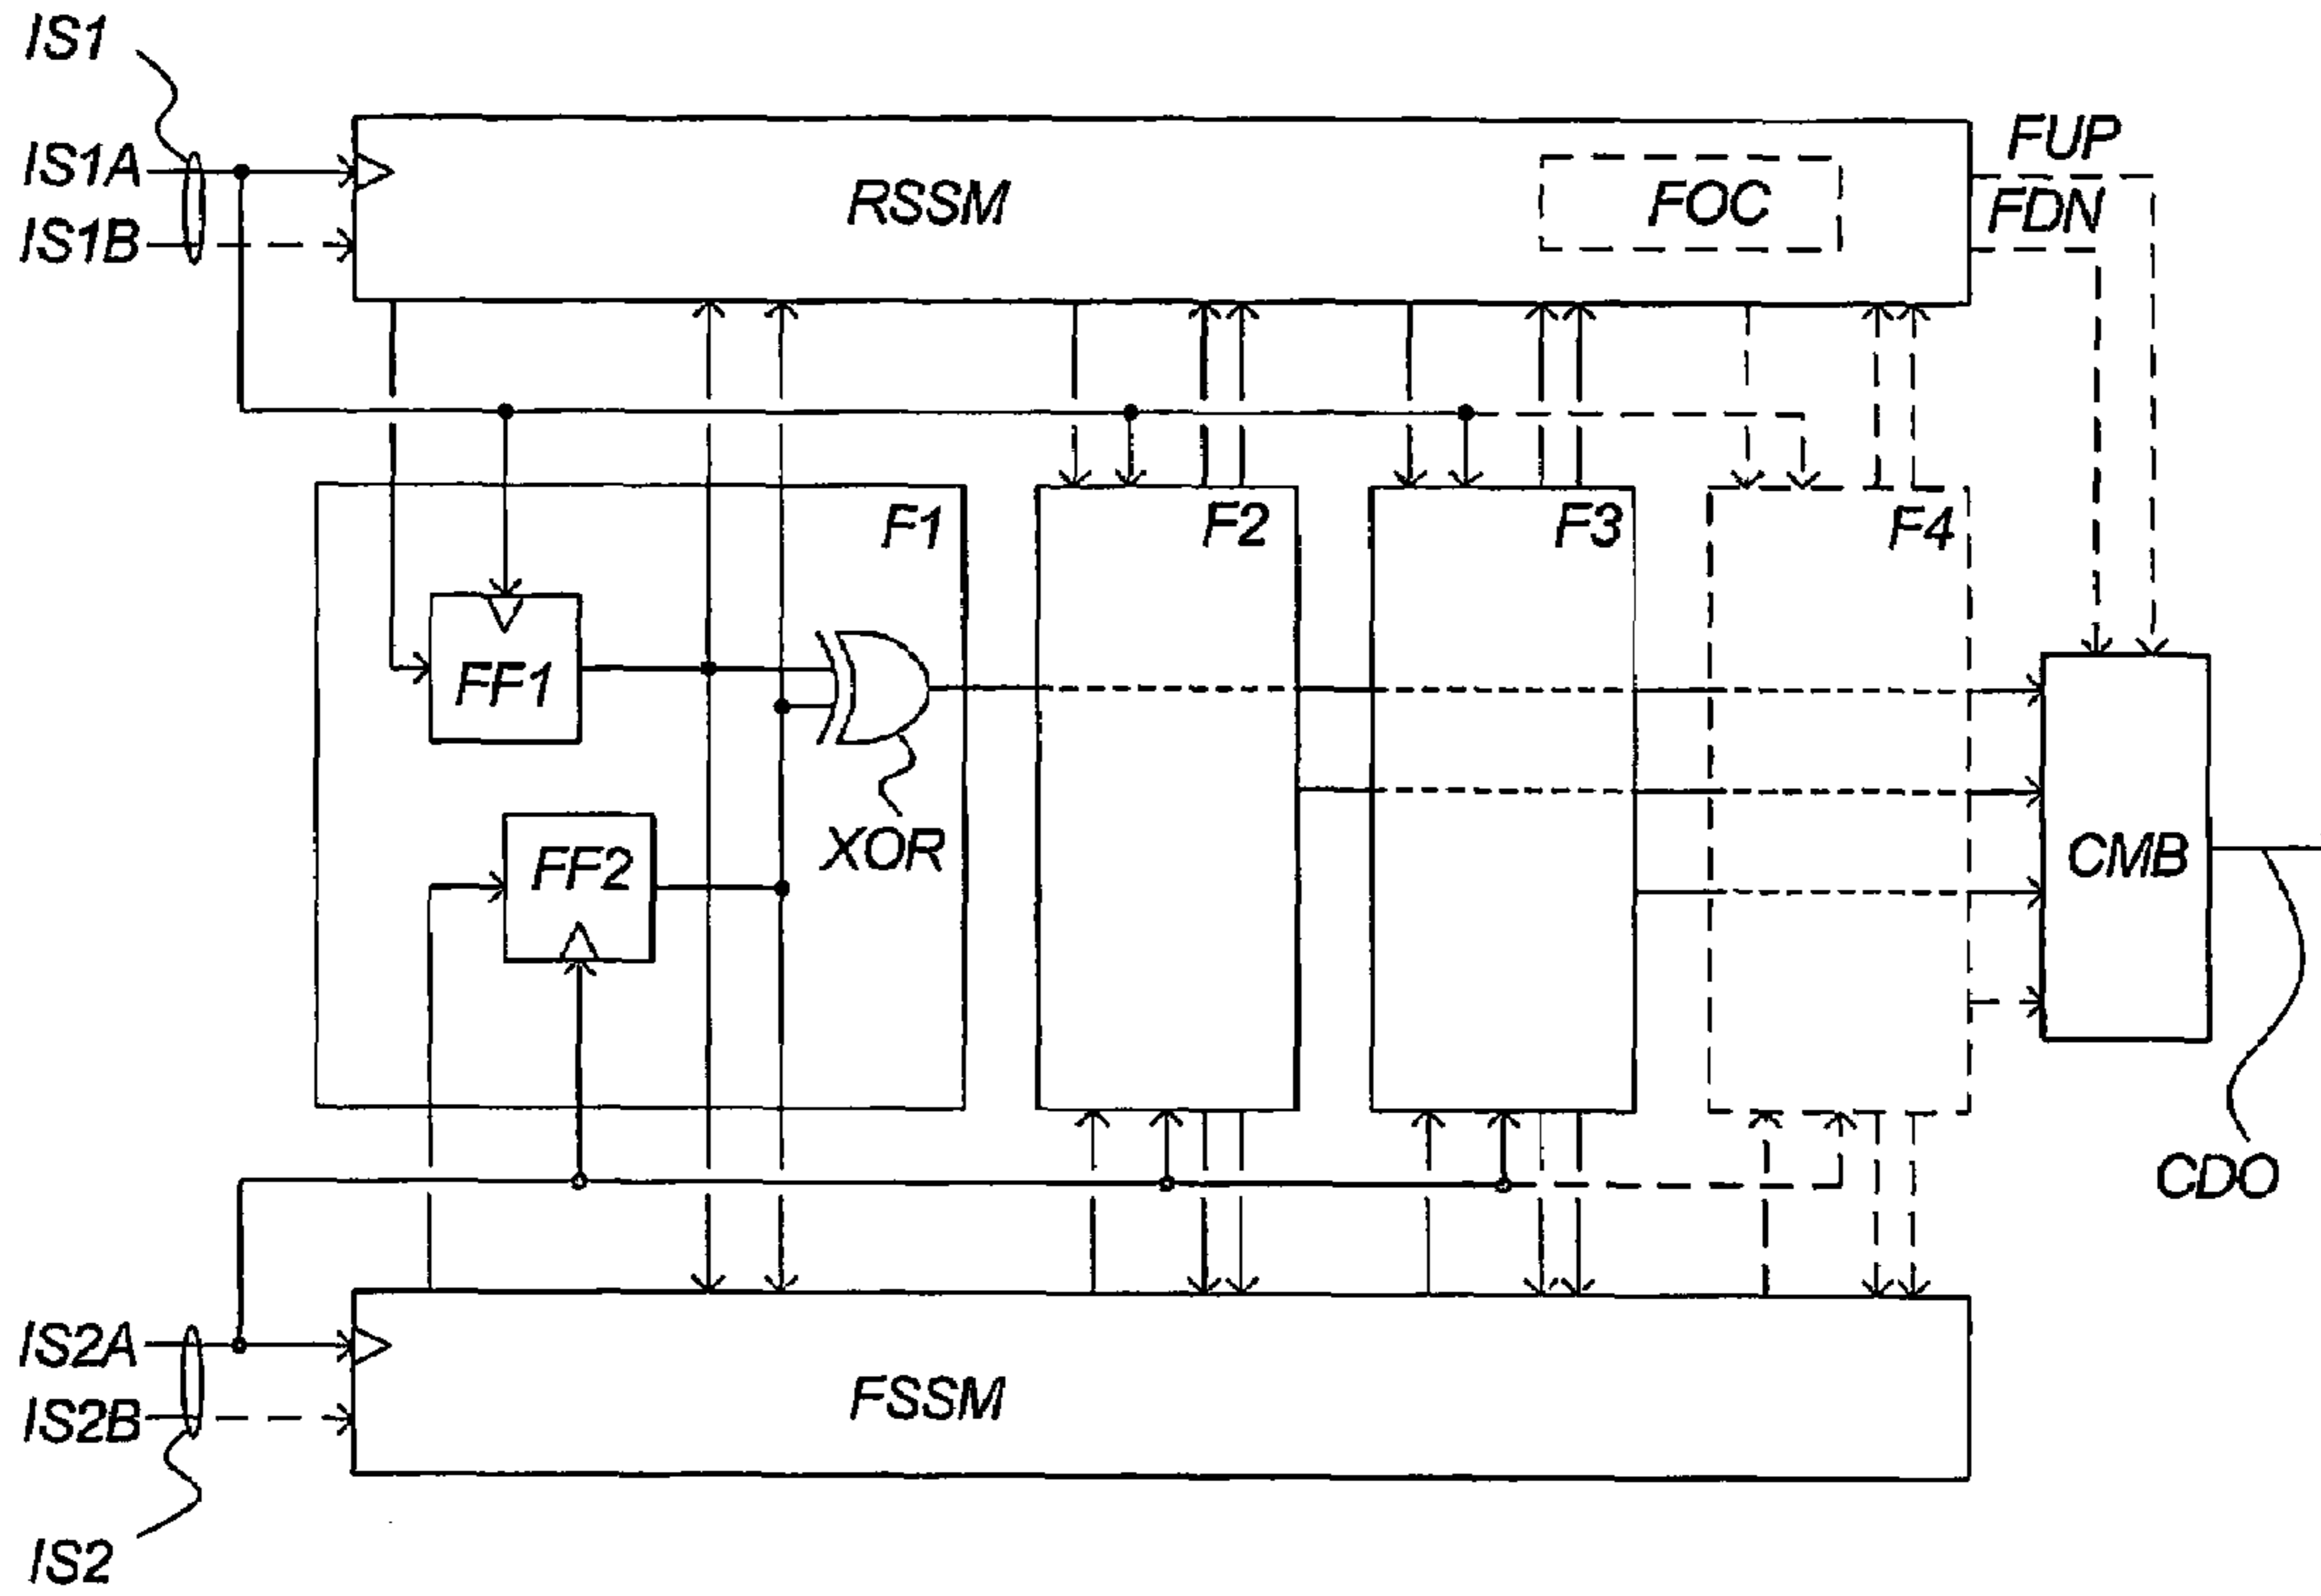 IS1
IS1A
IS1B
RSSM
FOC
FUP
FDN
F1
F2
F3
F4
FF1
XOR
FF2
CMB
CDO
IS2A
IS2B
FSSM
IS2